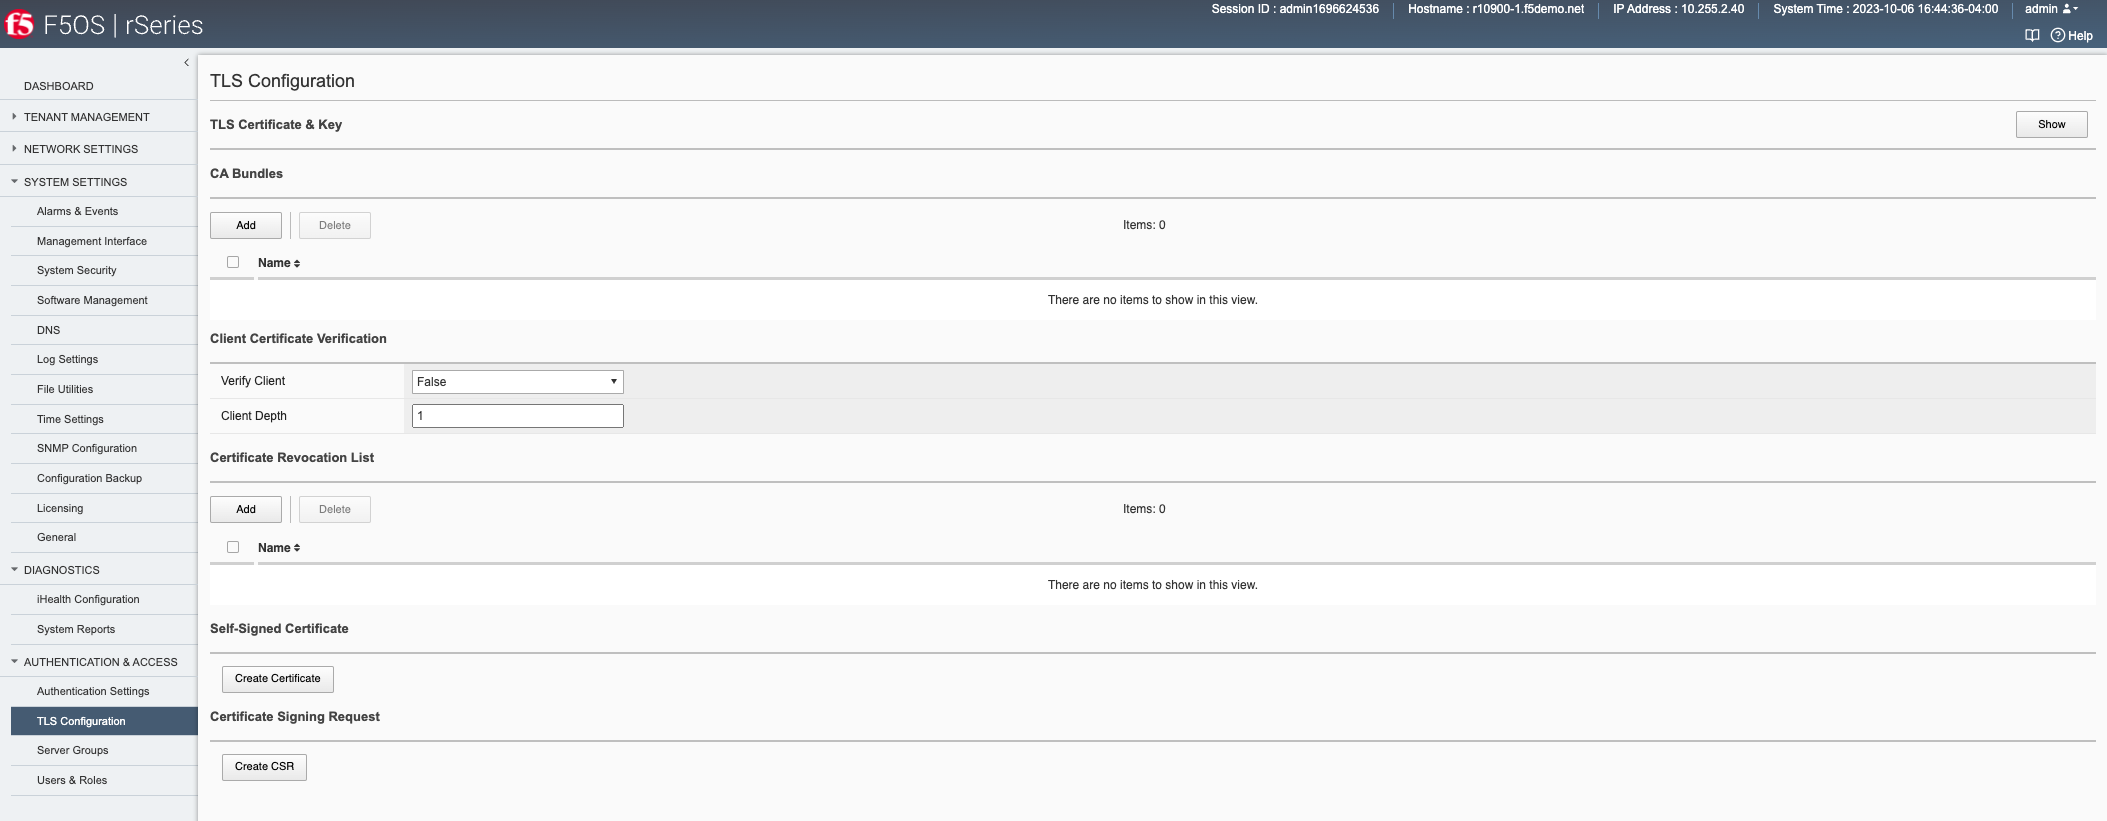 Session ID : admin1696624536 Hostname : r10900-1.f5demo.net IP Address : 10.255.2.40 System Time : 2023-10-06 16:44:36-04:00 admin
f5 F5OS | rSeries
Help
DASHBOARD
TENANT MANAGEMENT
NETWORK SETTINGS
SYSTEM SETTINGS
Alarms & Events
Management Interface
System Security
Software Management
DNS
Log Settings
File Utilities
Time Settings
SNMP Configuration
Configuration Backup
Licensing
General
DIAGNOSTICS
iHealth Configuration
System Reports
AUTHENTICATION & ACCESS
Authentication Settings
TLS Configuration
Server Groups
Users & Roles
TLS Configuration
TLS Certificate & Key
Show
CA Bundles
Add Delete Items: 0
Name
There are no items to show in this view.
Client Certificate Verification
Verify Client False
Client Depth 1
Certificate Revocation List
Add Delete Items: 0
Name
There are no items to show in this view.
Self-Signed Certificate
Create Certificate
Certificate Signing Request
Create CSR